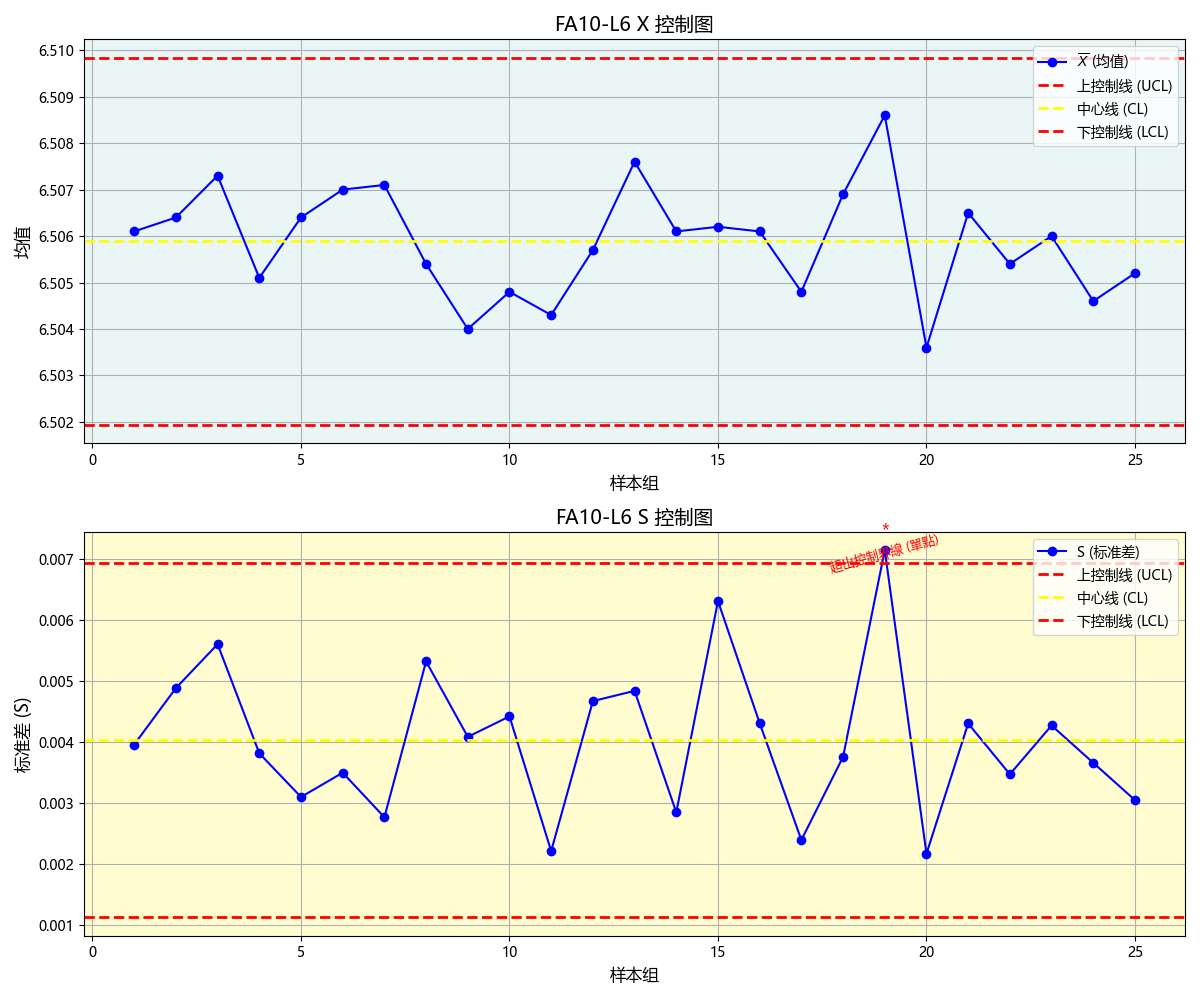 FA10-L6 X 控制图
均值
6.510
6.509
6.508
6.507
6.506
6.505
6.504
6.503
6.502
X̅ (均值)
上控制线 (UCL)
中心线 (CL)
下控制线 (LCL)
0 5 10 15 20 25
样本组
FA10-L6 S 控制图
标准差 (S)
0.007
0.006
0.005
0.004
0.003
0.002
0.001
*
超出控制界線 (單點)
S (标准差)
上控制线 (UCL)
中心线 (CL)
下控制线 (LCL)
0 5 10 15 20 25
样本组